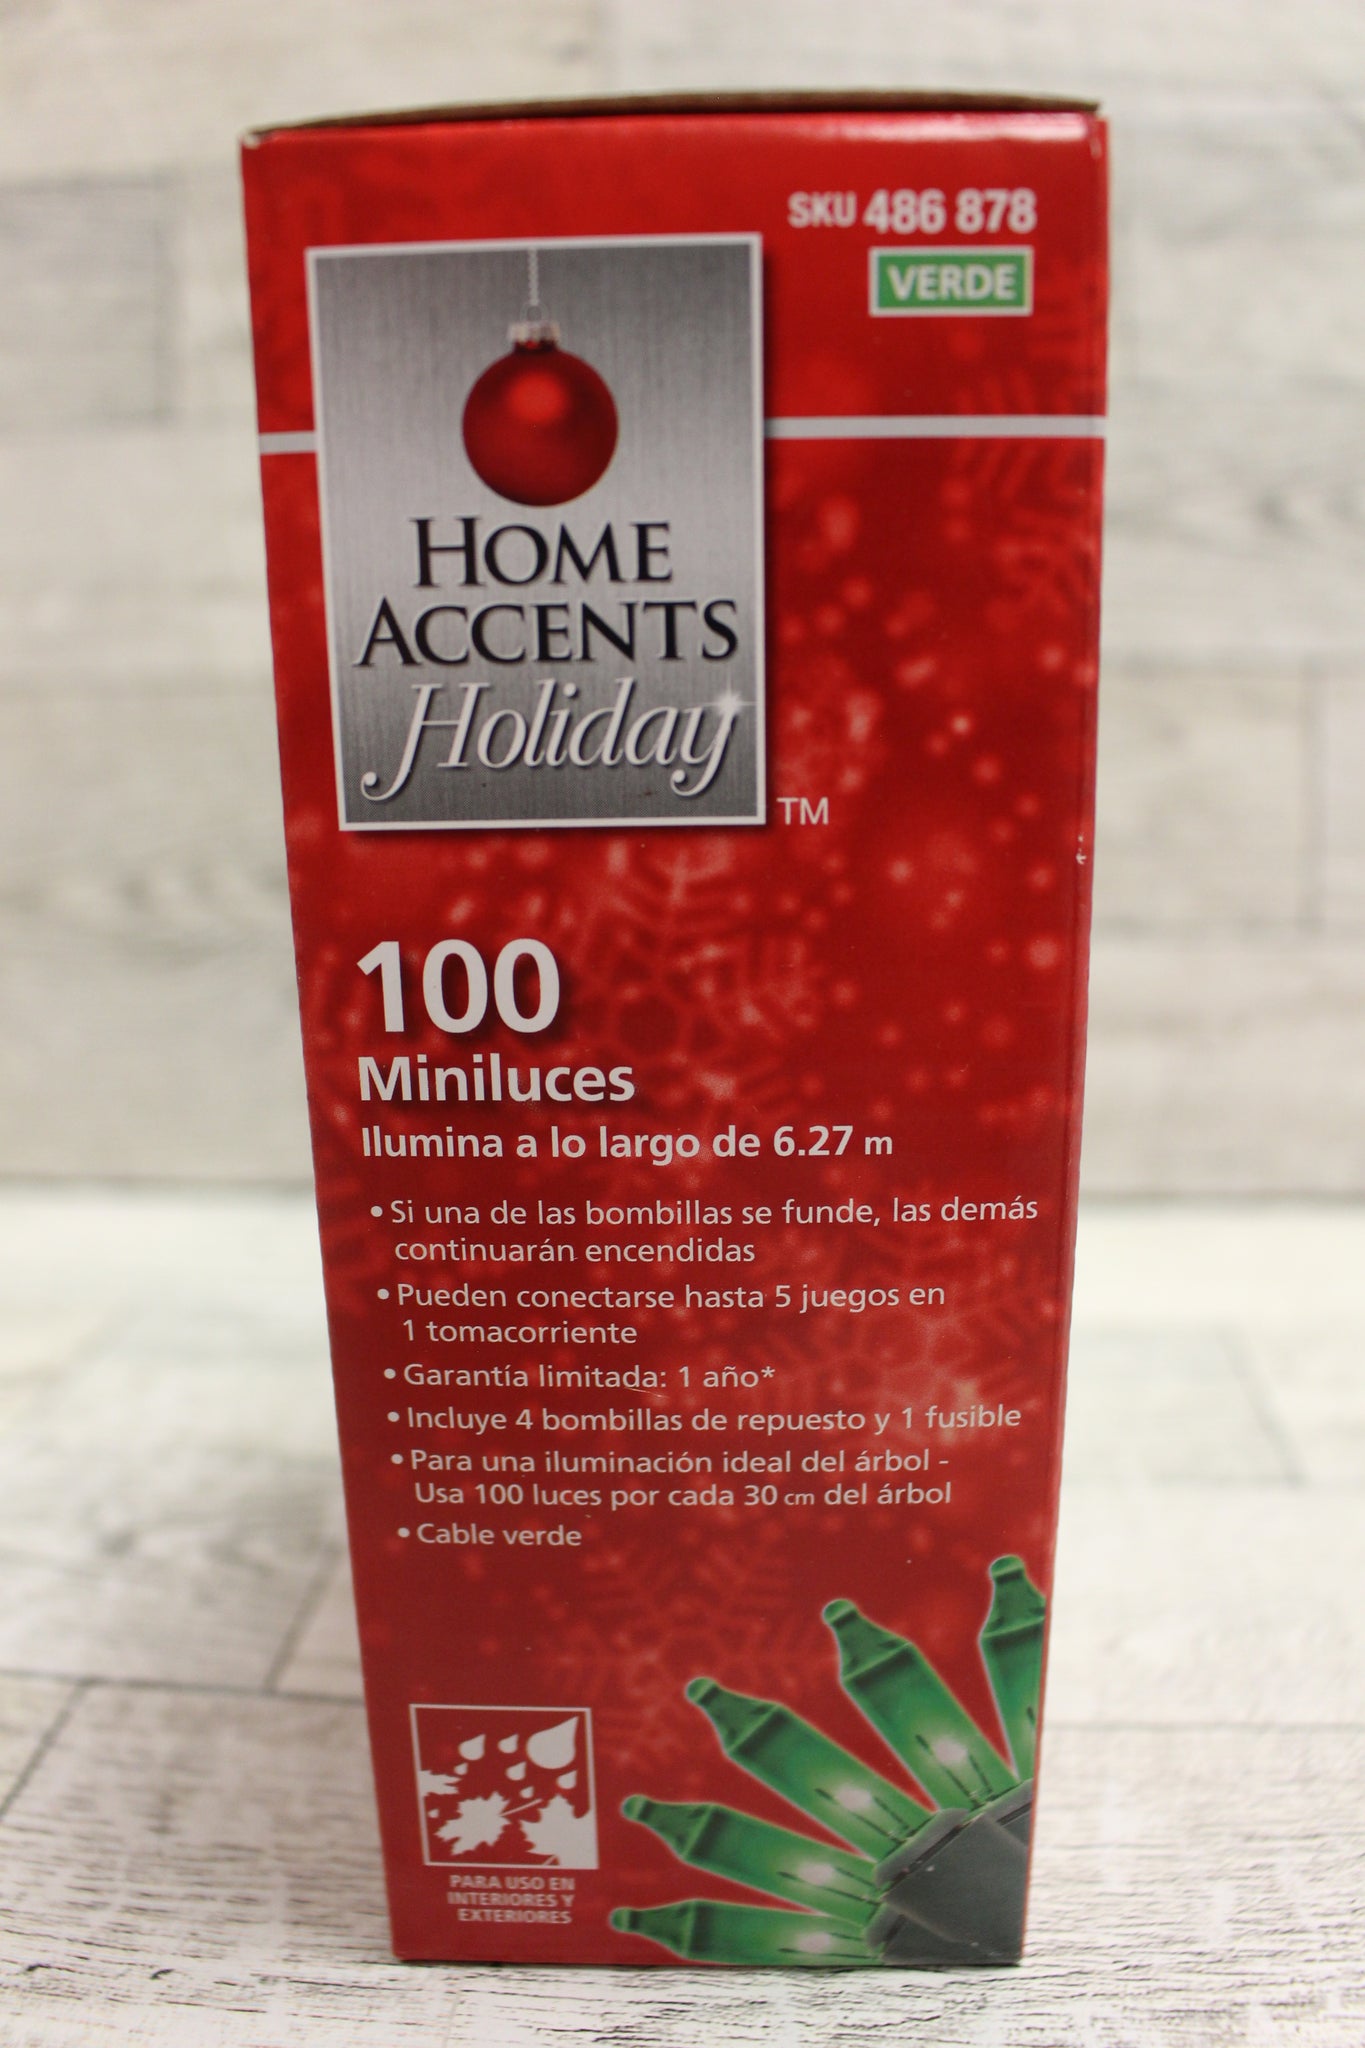 SKU 486 878
VERDE
HOME
ACCENTS
Holiday
TM
100
Miniluces
Ilumina a lo largo de 6.27 m
• Si una de las bombillas se funde, las demás
continuarán encendidas
• Pueden conectarse hasta 5 juegos en
1 tomacorriente
• Garantía limitada: 1 año*
• Incluye 4 bombillas de repuesto y 1 fusible
• Para una iluminación ideal del árbol -
Usa 100 luces por cada 30 cm del árbol
• Cable verde
PARA USO EN
INTERIORES Y
EXTERIORES